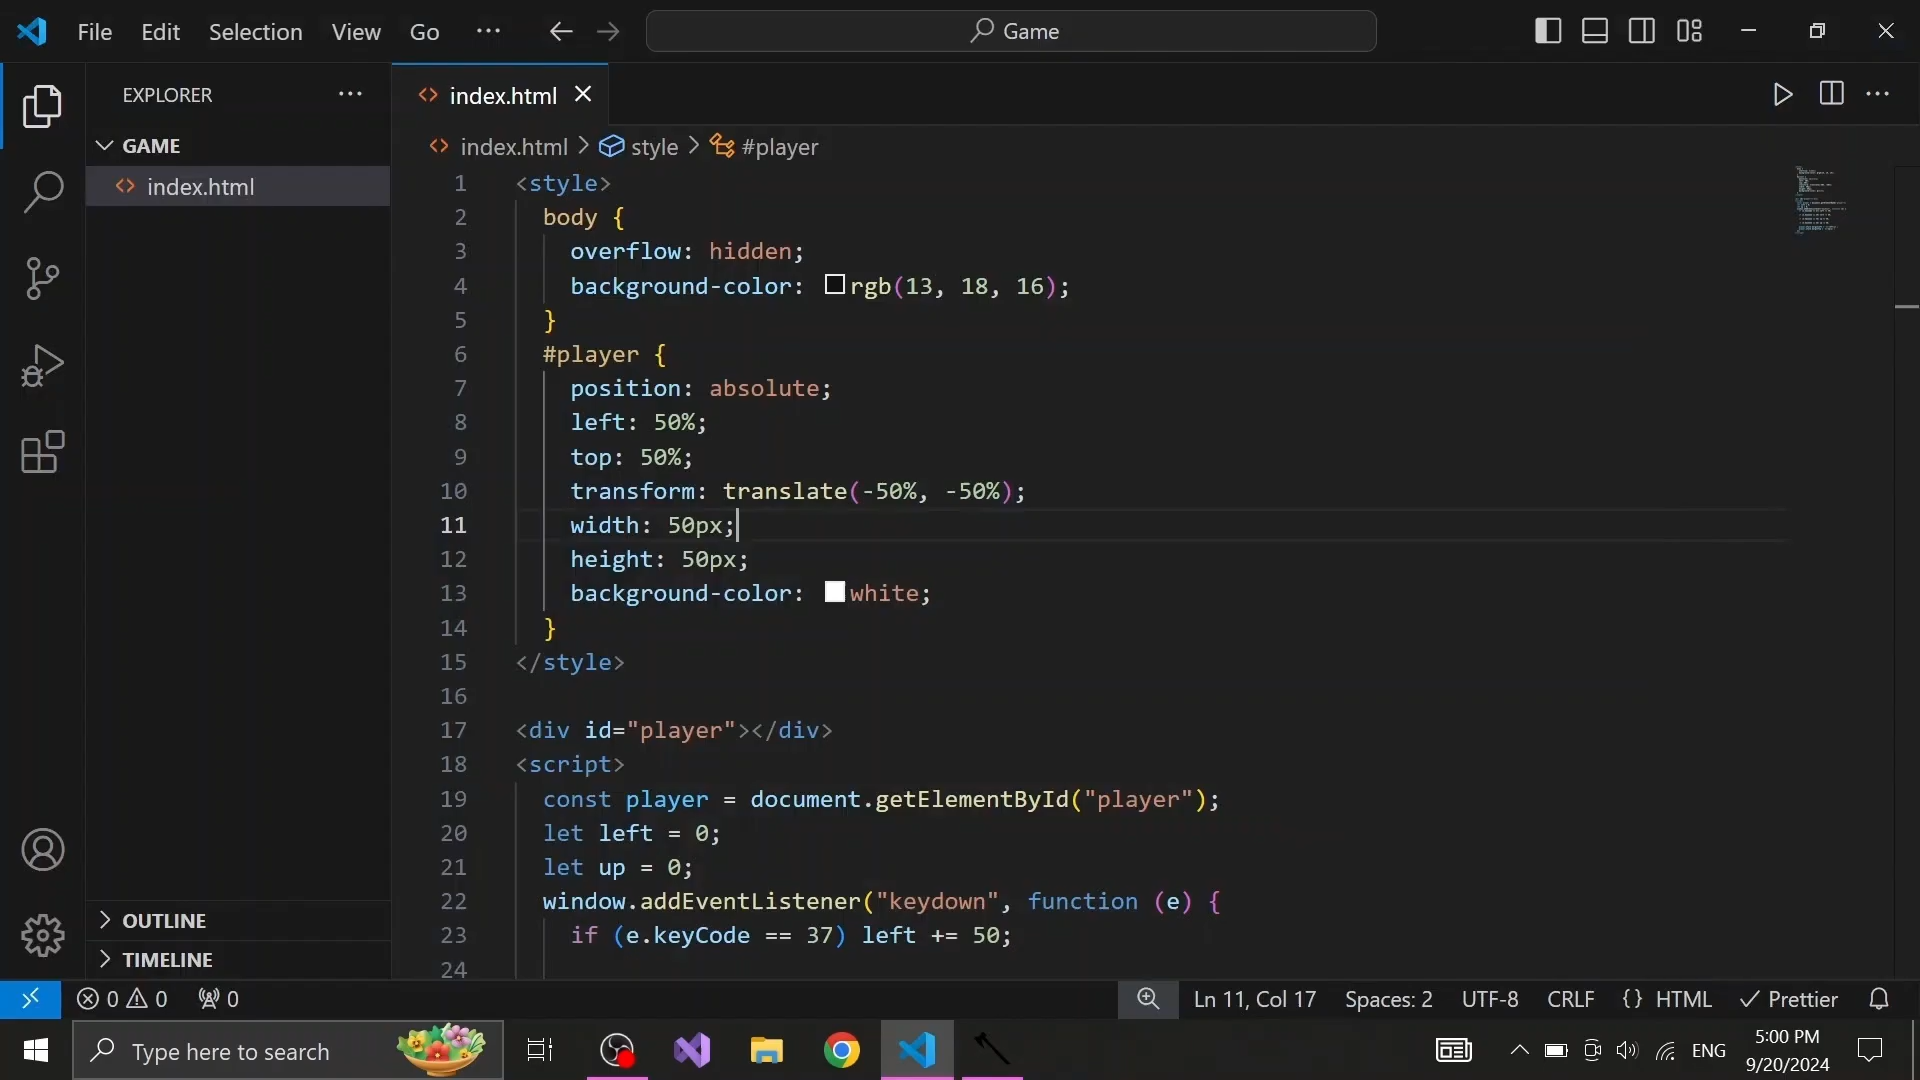 File Edit Selection View Go ··· Game
EXPLORER ···
GAME
index.html
index.html
index.html > style > #player
1 <style>
2 body {
3 overflow: hidden;
4 background-color: rgb(13, 18, 16);
5 }
6 #player {
7 position: absolute;
8 left: 50%;
9 top: 50%;
10 transform: translate(-50%, -50%);
11 width: 50px;
12 height: 50px;
13 background-color: white;
14 }
15 </style>
16
17 <div id="player"></div>
18 <script>
19 const player = document.getElementById("player");
20 let left = 0;
21 let up = 0;
22 window.addEventListener("keydown", function (e) {
23 if (e.keyCode == 37) left += 50;
24
OUTLINE
TIMELINE
0 0 0 Ln 11, Col 17 Spaces: 2 UTF-8 CRLF {} HTML Prettier
Type here to search ENG 5:00 PM
9/20/2024